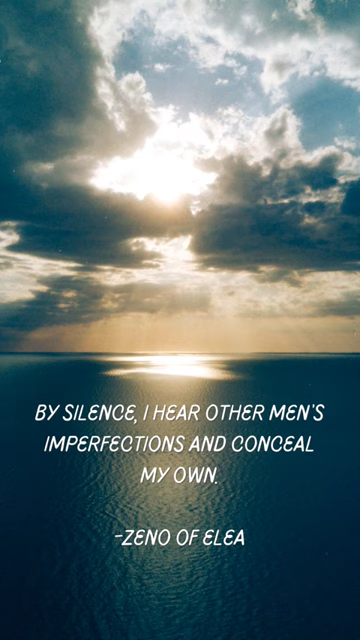 BY SILENCE, I HEAR OTHER MEN'S
IMPERFECTIONS AND CONCEAL
MY OWN.
-ZENO OF ELEA